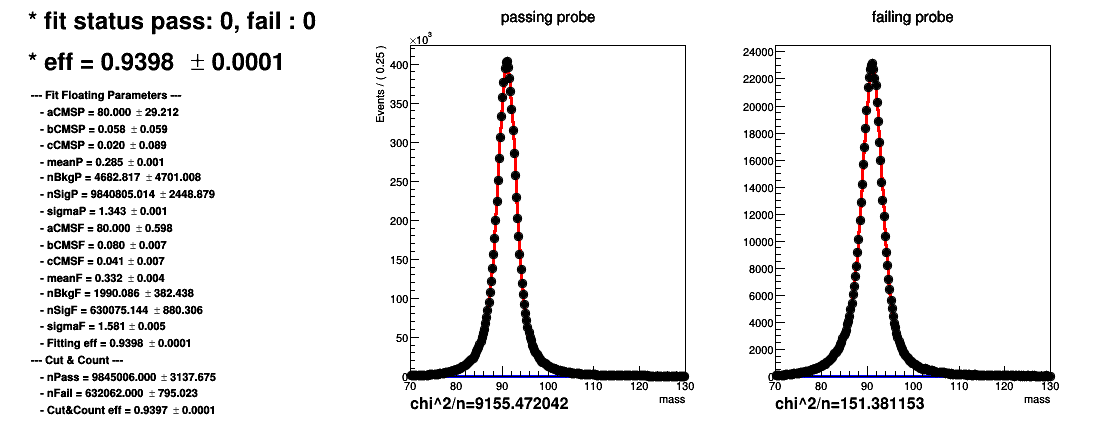 * fit status pass: 0, fail : 0
* eff = 0.9398 ± 0.0001
--- Fit Floating Parameters ---
- aCMSP = 80.000 ± 29.212
- bCMSP = 0.058 ± 0.059
- cCMSP = 0.020 ± 0.089
- meanP = 0.285 ± 0.001
- nBkgP = 4682.817 ± 4701.008
- nSigP = 9840805.014 ± 2448.879
- sigmaP = 1.343 ± 0.001
- aCMSF = 80.000 ± 0.598
- bCMSF = 0.080 ± 0.007
- cCMSF = 0.041 ± 0.007
- meanF = 0.332 ± 0.004
- nBkgF = 1990.086 ± 382.438
- nSigF = 630075.144 ± 880.306
- sigmaF = 1.581 ± 0.005
- Fitting eff = 0.9398 ± 0.0001
--- Cut & Count ---
- nPass = 9845006.000 ± 3137.675
- nFail = 632062.000 ± 795.023
- Cut&Count eff = 0.9397 ± 0.0001
passing probe
×10³
Events / ( 0.25 )
400
350
300
250
200
150
100
50
0
70 80 90 100 110 120 130
mass
chi^2/n=9155.472042
failing probe
24000
22000
20000
18000
16000
14000
12000
10000
8000
6000
4000
2000
70 80 90 100 110 120 130
mass
chi^2/n=151.381153